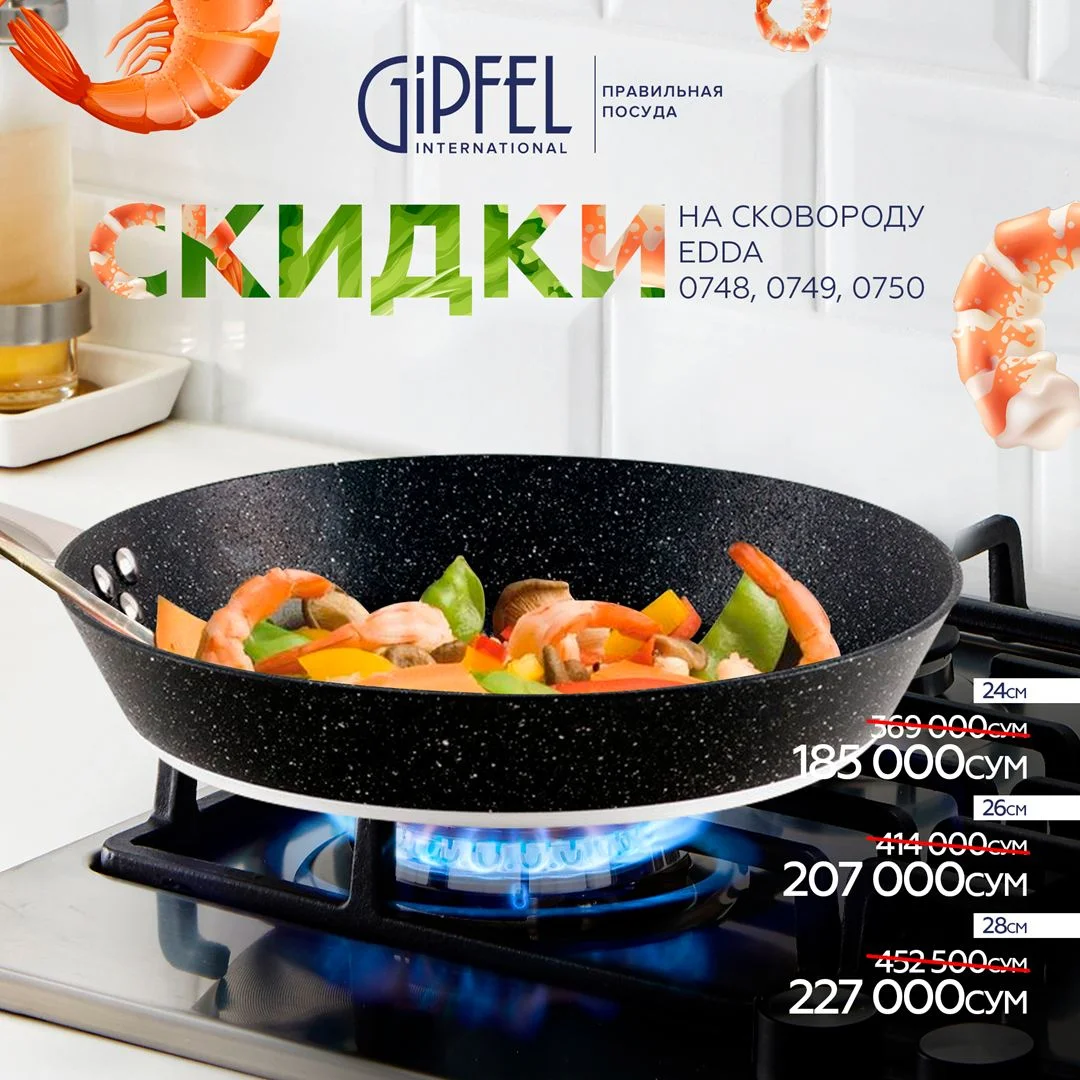 GIPFEL
INTERNATIONAL
ПРАВИЛЬНАЯ
ПОСУДА
СКИДКИ
НА СКОВОРОДУ
EDDA
0748, 0749, 0750
24СМ
369 000СУМ
185 000СУМ
26СМ
414 000СУМ
207 000СУМ
28СМ
452 500СУМ
227 000СУМ